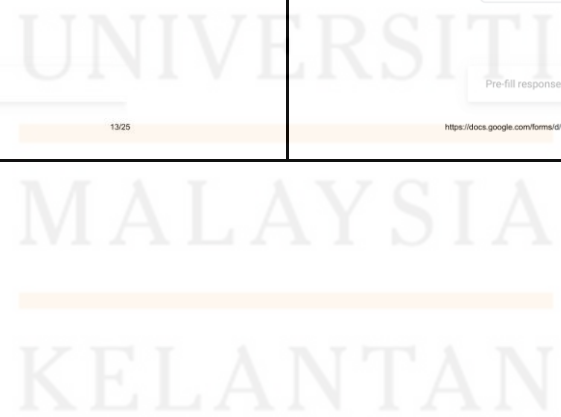 UNIVERSITI
Pre-fill response
13/25
https://docs.google.com/forms/d/
MALAYSIA
KELANTAN